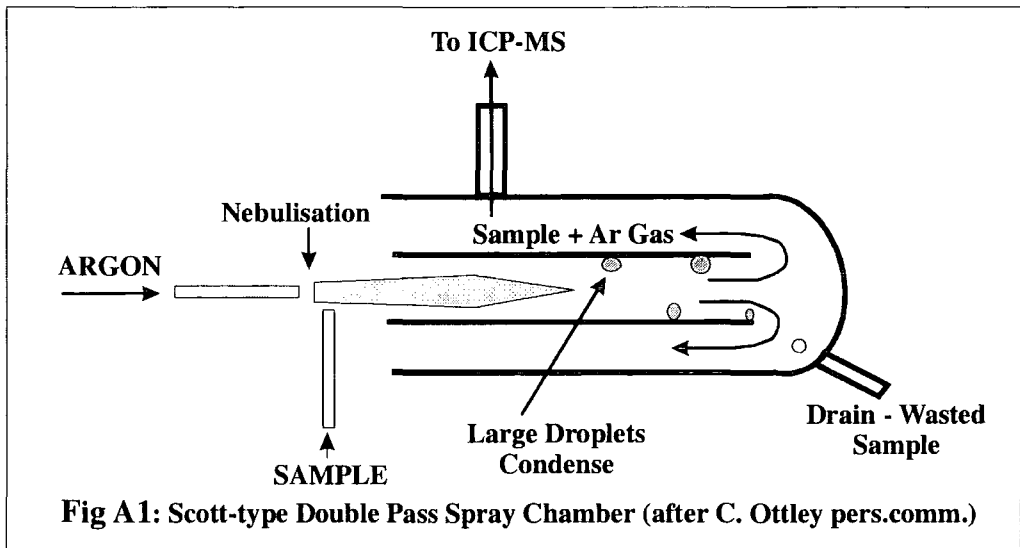 To ICP-MS
Nebulisation
Sample + Ar Gas
ARGON
Large Droplets
Condense
Drain - Wasted
Sample
SAMPLE
Fig A1: Scott-type Double Pass Spray Chamber (after C. Ottley pers.comm.)